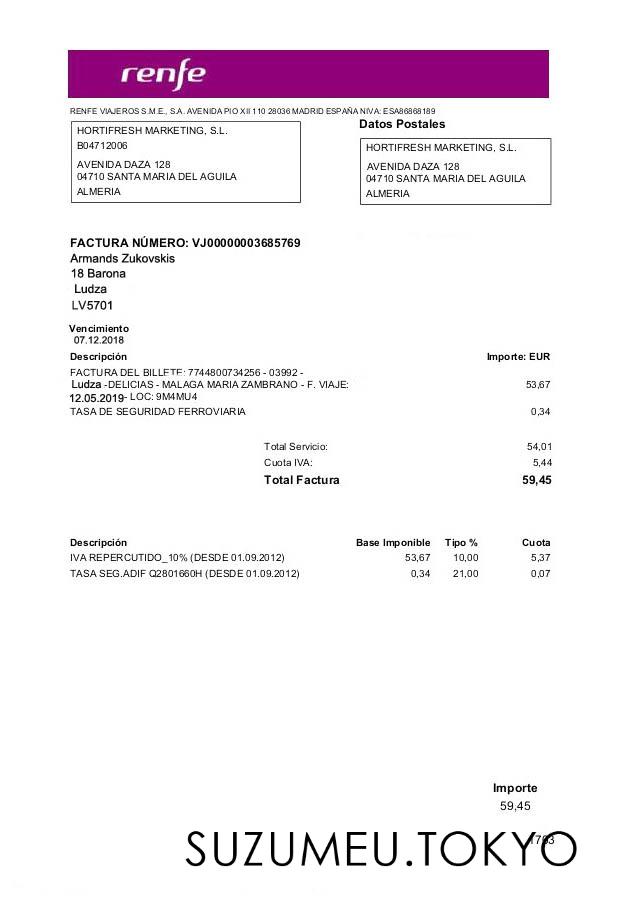 renfe
RENFE VIAJEROS S.M.E., S.A. AVENIDA PIO XII 110 28036 MADRID ESPAÑA NIVA: ESA86868189
HORTIFRESH MARKETING, S.L.
B04712006
AVENIDA DAZA 128
04710 SANTA MARIA DEL AGUILA
ALMERIA
Datos Postales
HORTIFRESH MARKETING, S.L.
AVENIDA DAZA 128
04710 SANTA MARIA DEL AGUILA
ALMERIA
FACTURA NÚMERO: VJ00000003685769
Armands Zukovskis
18 Barona
Ludza
LV5701
Vencimiento
07.12.2018
Descripción Importe: EUR
FACTURA DEL BILLETE: 7744800734256 - 03992 -
Ludza -DELICIAS - MALAGA MARIA ZAMBRANO - F. VIAJE: 53,67
12.05.2019- LOC: 9M4MU4
TASA DE SEGURIDAD FERROVIARIA 0,34
Total Servicio: 54,01
Cuota IVA: 5,44
Total Factura 59,45
Descripción Base Imponible Tipo % Cuota
IVA REPERCUTIDO_10% (DESDE 01.09.2012) 53,67 10,00 5,37
TASA SEG.ADIF Q2801660H (DESDE 01.09.2012) 0,34 21,00 0,07
Importe
59,45
SUZUMEU.TOKYO